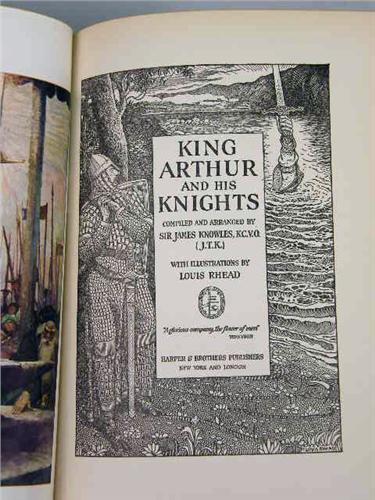 KING
ARTHUR
AND HIS
KNIGHTS
COMPILED AND ARRANGED BY
SIR JAMES KNOWLES, K.C.V.O.
(J.T.K.)
WITH ILLUSTRATIONS BY
LOUIS RHEAD
"A glorious company, the flower of men"
TENNYSON
HARPER & BROTHERS PUBLISHERS
NEW YORK AND LONDON